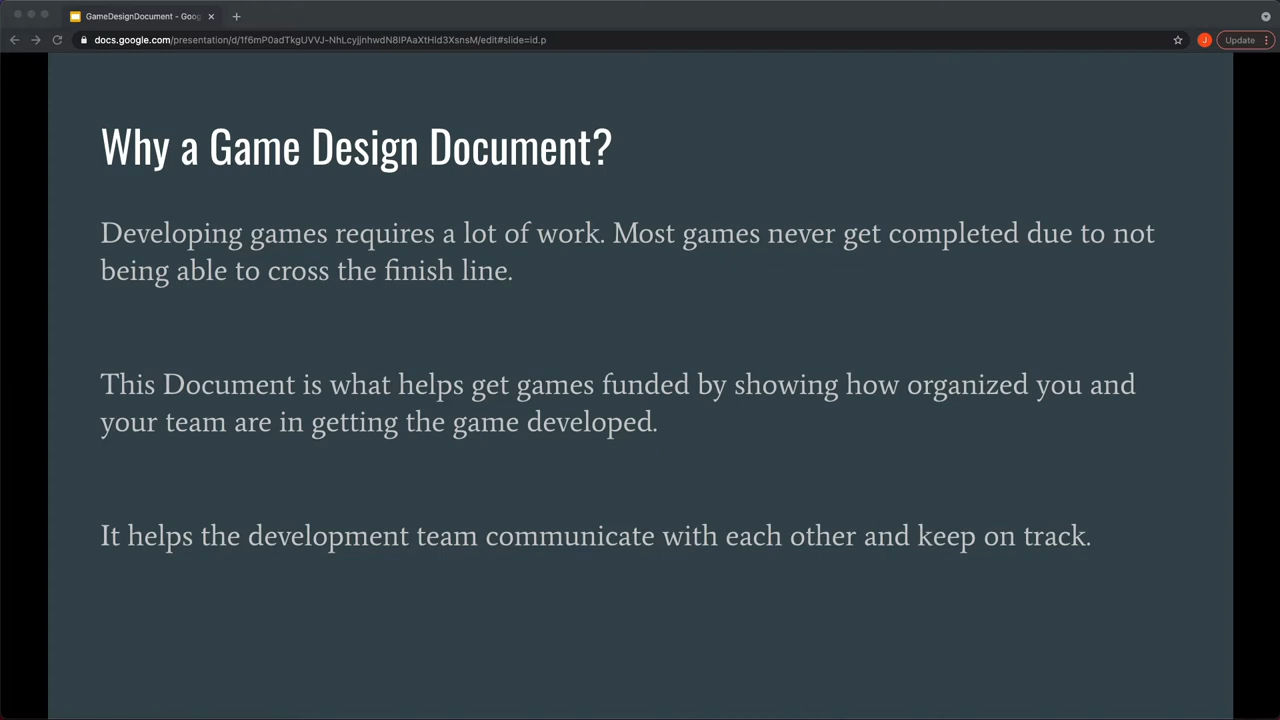 GameDesignDocument - Goog
docs.google.com/presentation/d/1f6mP0adTkgUVVJ-NhLcyjjnhwdN8IPAaXtHld3XsnsM/edit#slide=id.p
J
Update
Why a Game Design Document?
Developing games requires a lot of work. Most games never get completed due to not
being able to cross the finish line.
This Document is what helps get games funded by showing how organized you and
your team are in getting the game developed.
It helps the development team communicate with each other and keep on track.